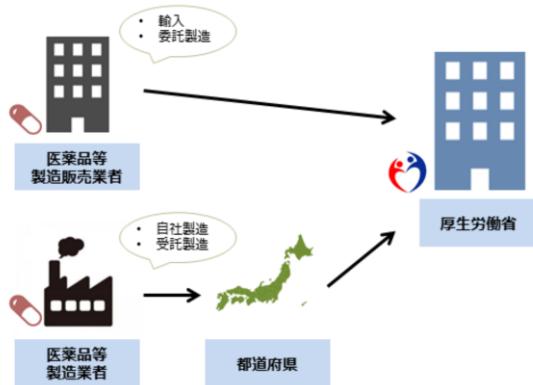 ・ 輸入
・ 委託製造
医薬品等
製造販売業者
厚生労働省
・ 自社製造
・ 受託製造
医薬品等
製造業者
都道府県